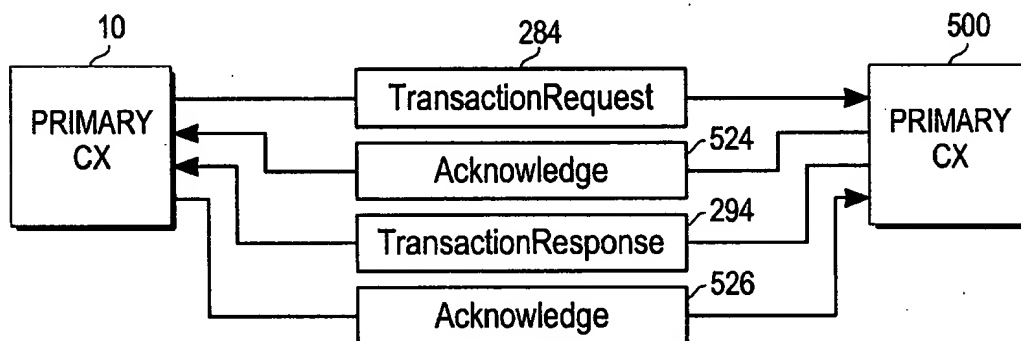 10
284
500
PRIMARY
CX
TransactionRequest
PRIMARY
CX
524
Acknowledge
294
TransactionResponse
526
Acknowledge